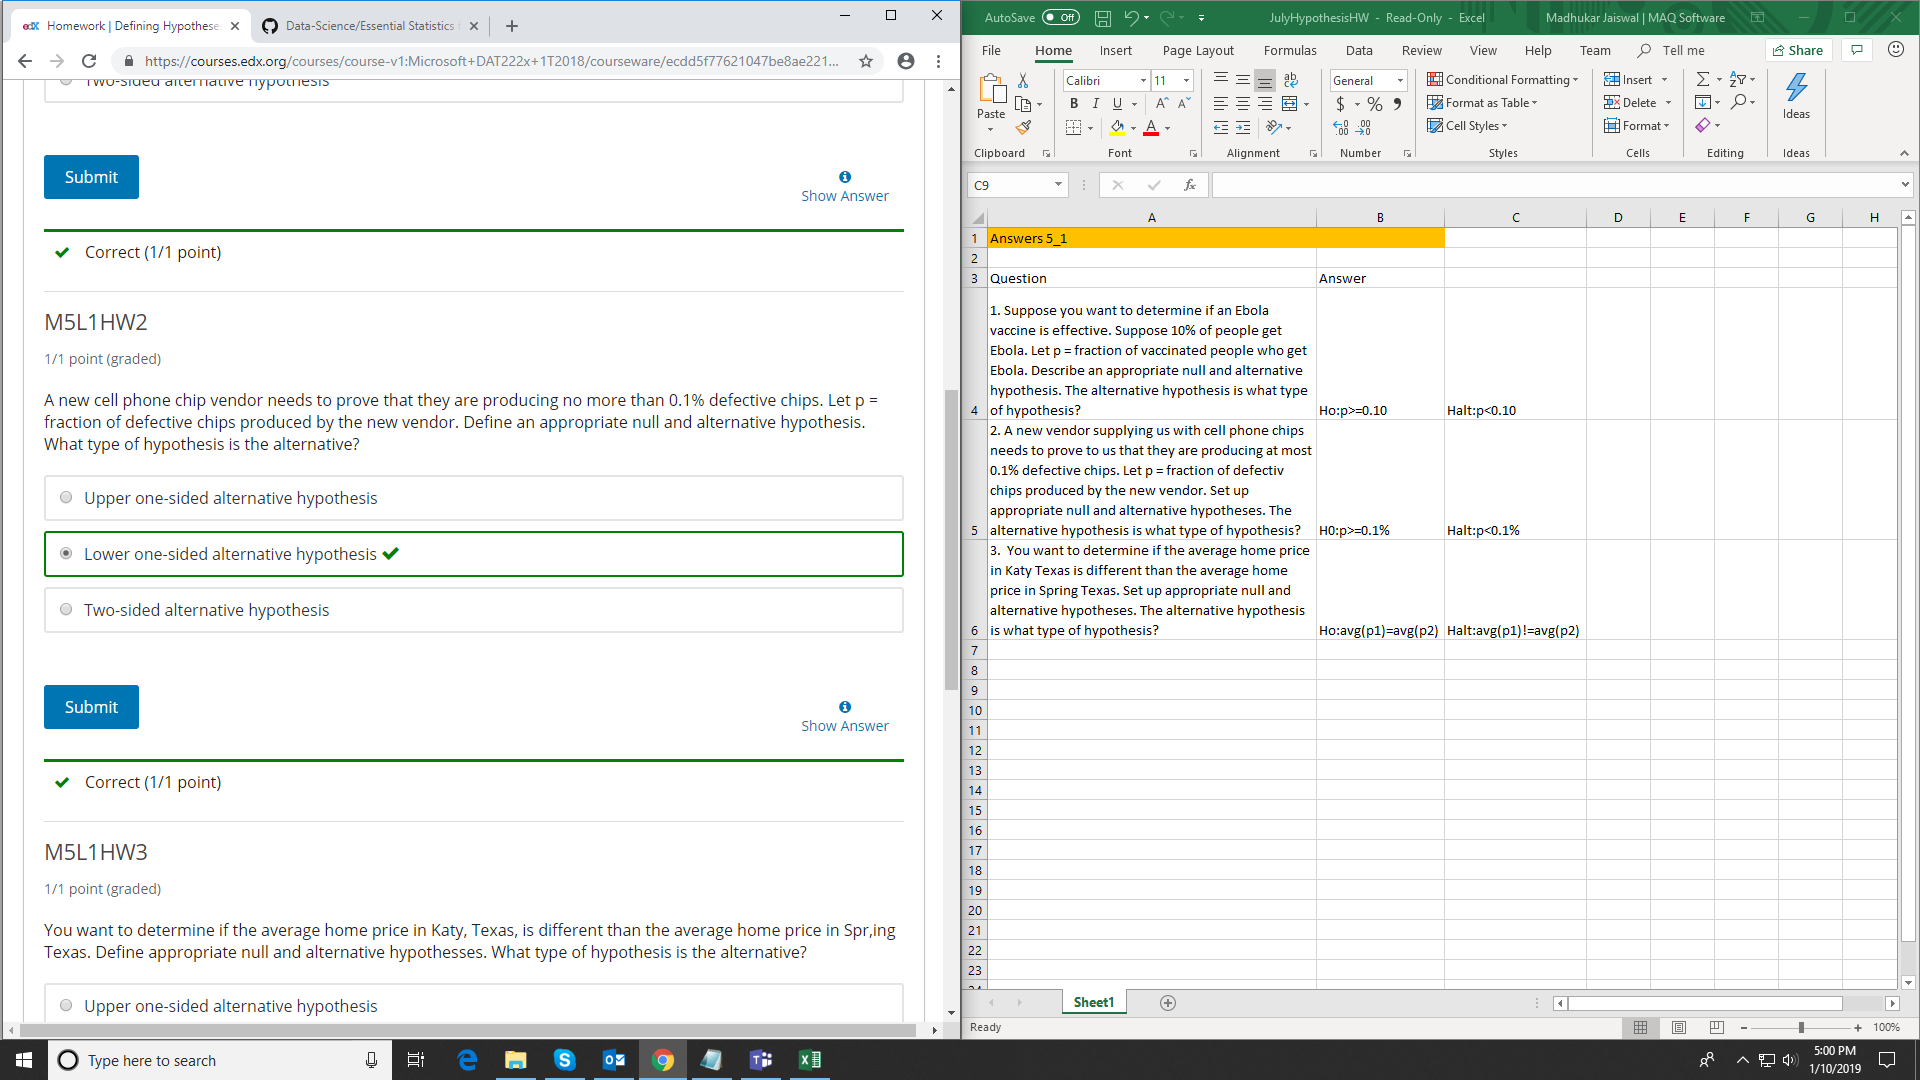 edX Homework | Defining Hypotheses
Data-Science/Essential Statistics
https://courses.edx.org/courses/course-v1:Microsoft+DAT222x+1T2018/courseware/ecdd5f77621047be8ae221...
Two-sided alternative hypothesis
Submit
Show Answer
Correct (1/1 point)
M5L1HW2
1/1 point (graded)
A new cell phone chip vendor needs to prove that they are producing no more than 0.1% defective chips. Let p =
fraction of defective chips produced by the new vendor. Define an appropriate null and alternative hypothesis.
What type of hypothesis is the alternative?
Upper one-sided alternative hypothesis
Lower one-sided alternative hypothesis
Two-sided alternative hypothesis
Submit
Show Answer
Correct (1/1 point)
M5L1HW3
1/1 point (graded)
You want to determine if the average home price in Katy, Texas, is different than the average home price in Spr,ing
Texas. Define appropriate null and alternative hypothesses. What type of hypothesis is the alternative?
Upper one-sided alternative hypothesis
AutoSave Off
JulyHypothesisHW - Read-Only - Excel
Madhukar Jaiswal | MAQ Software
File Home Insert Page Layout Formulas Data Review View Help Team Tell me Share
Paste
Calibri 11
B I U
General
Conditional Formatting
Format as Table
Cell Styles
Insert
Delete
Format
Ideas
Clipboard Font Alignment Number Styles Cells Editing Ideas
C9 fx
A B C D E F G H
1 Answers 5_1
2
3 Question Answer
1. Suppose you want to determine if an Ebola
vaccine is effective. Suppose 10% of people get
Ebola. Let p = fraction of vaccinated people who get
Ebola. Describe an appropriate null and alternative
hypothesis. The alternative hypothesis is what type
4 of hypothesis? Ho:p>=0.10 Halt:p<0.10
2. A new vendor supplying us with cell phone chips
needs to prove to us that they are producing at most
0.1% defective chips. Let p = fraction of defectiv
chips produced by the new vendor. Set up
appropriate null and alternative hypotheses. The
5 alternative hypothesis is what type of hypothesis? H0:p>=0.1% Halt:p<0.1%
3. You want to determine if the average home price
in Katy Texas is different than the average home
price in Spring Texas. Set up appropriate null and
alternative hypotheses. The alternative hypothesis
6 is what type of hypothesis? Ho:avg(p1)=avg(p2) Halt:avg(p1)!=avg(p2)
7
8
9
10
11
12
13
14
15
16
17
18
19
20
21
22
23
Sheet1
Ready
100%
Type here to search
5:00 PM
1/10/2019